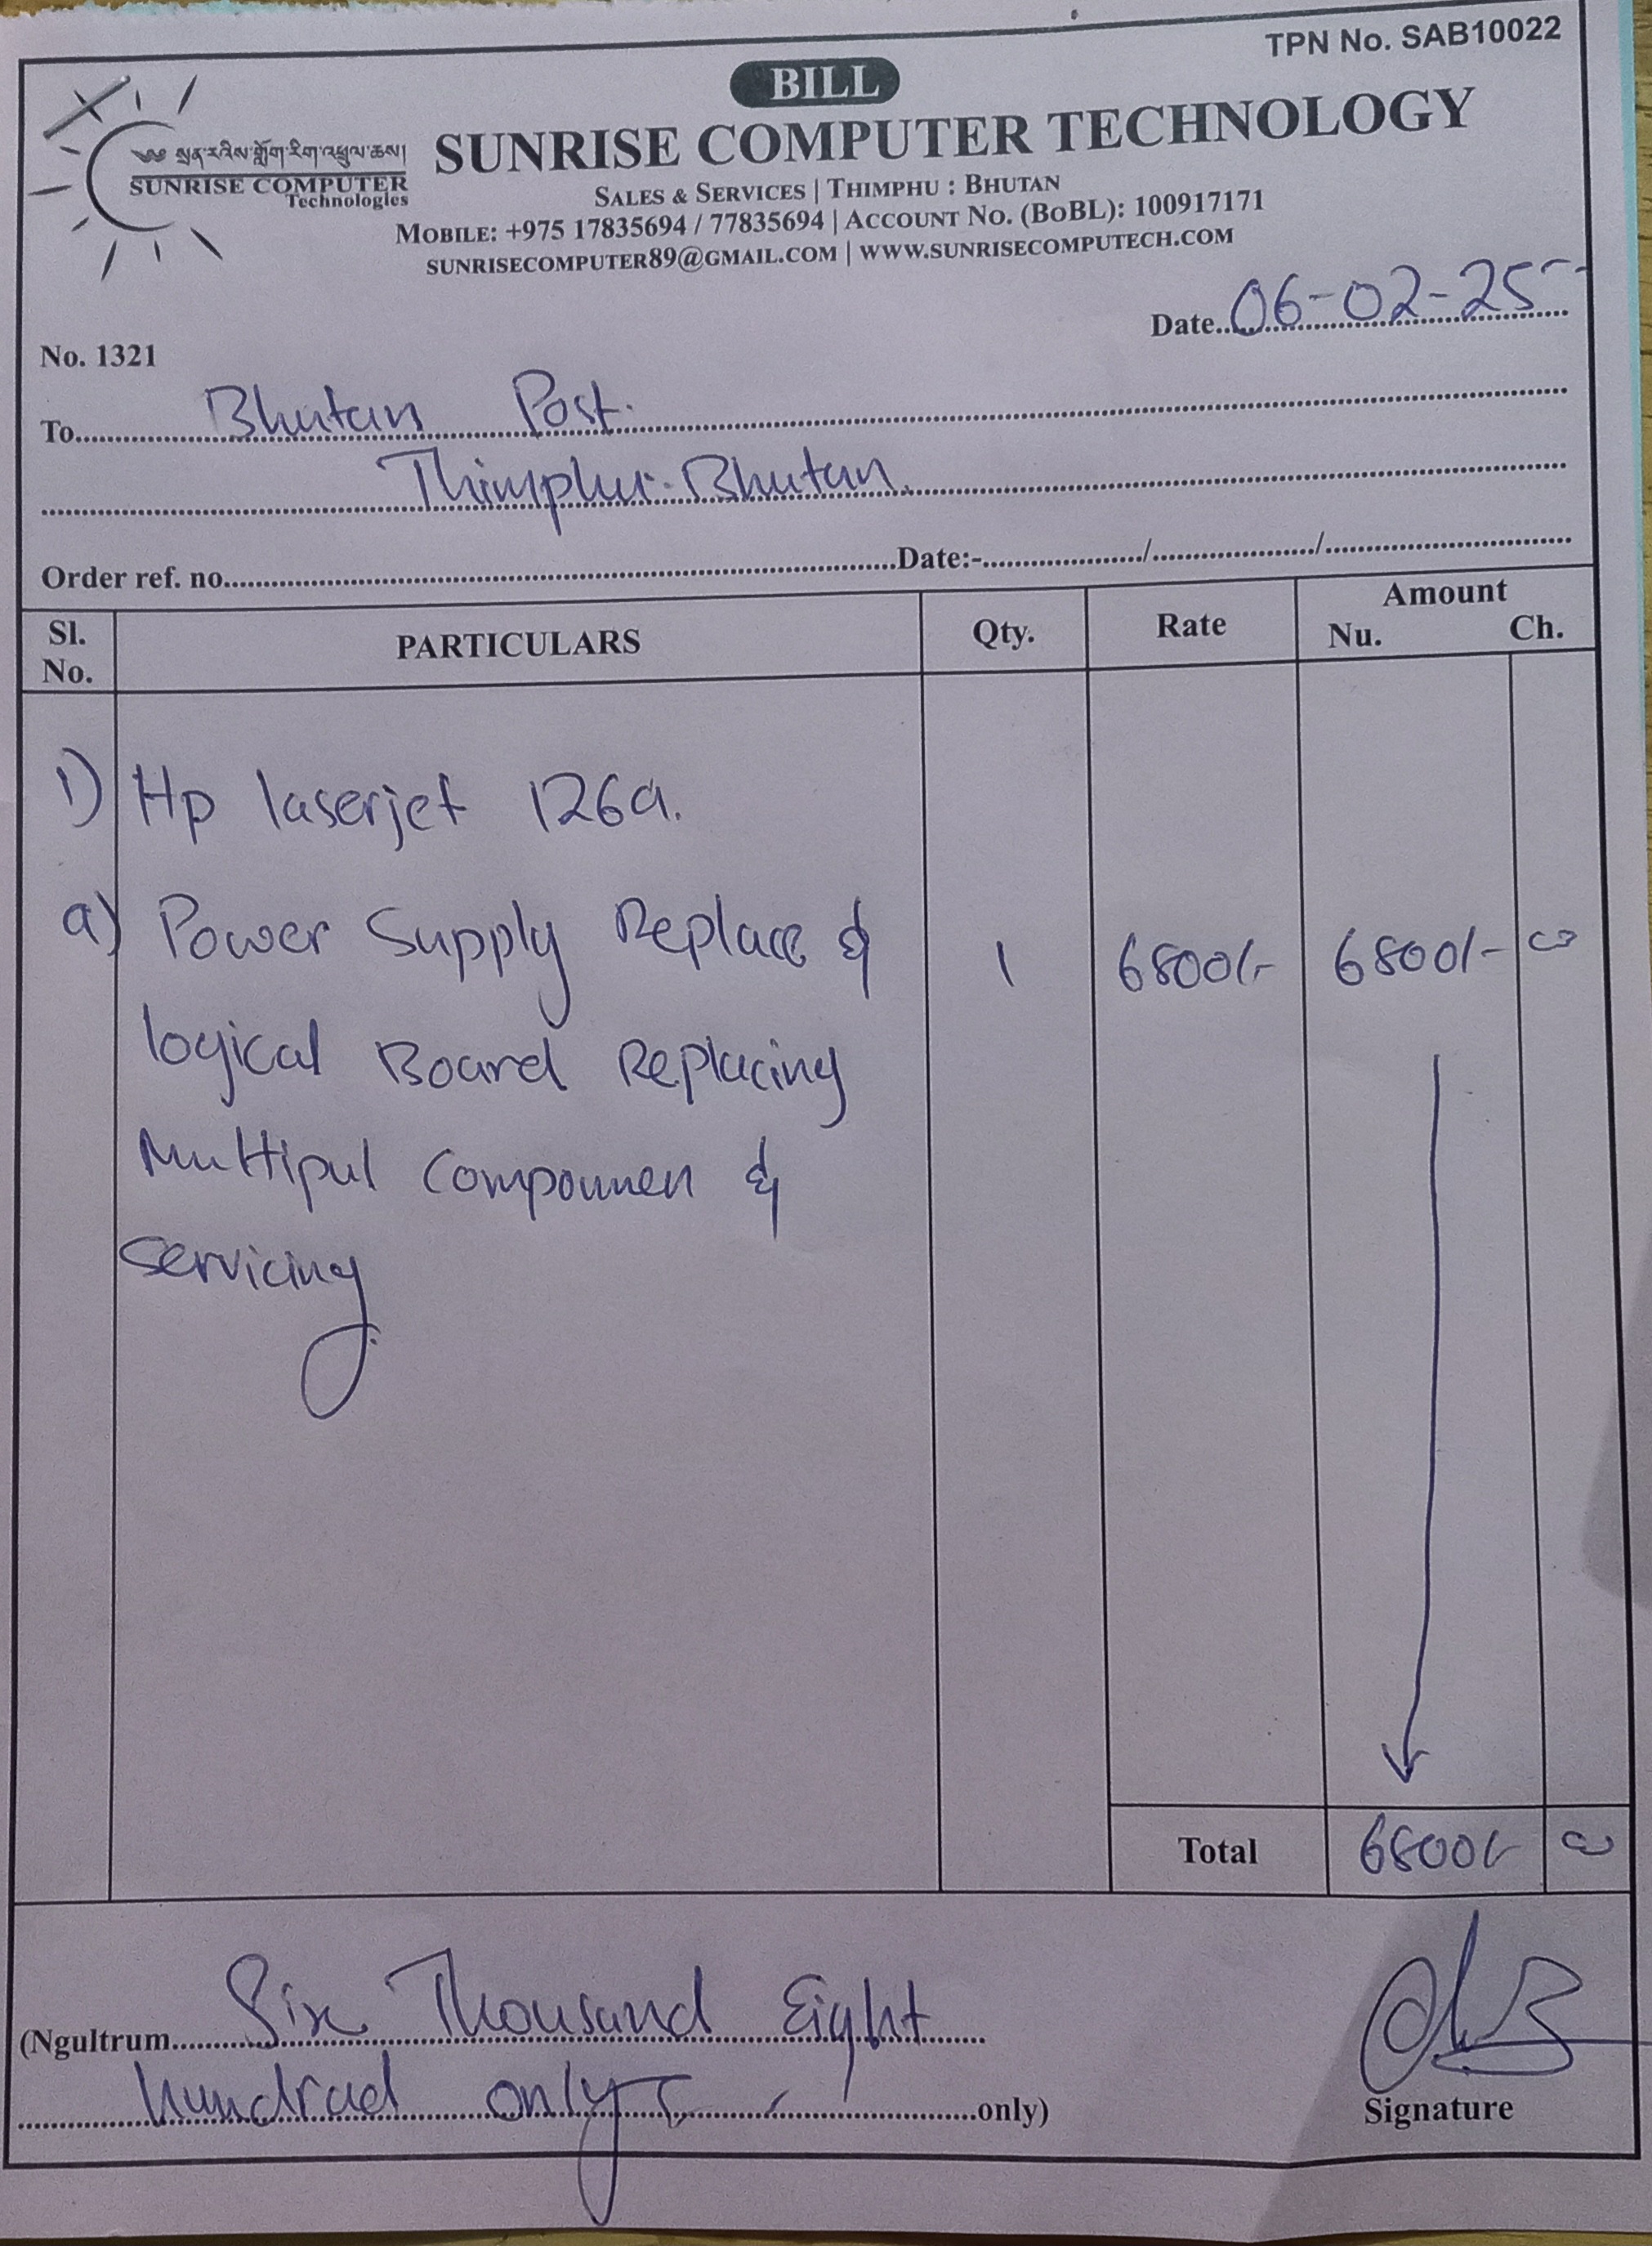 TPN No. SAB10022
BILL
༄༅ སྤུན་རའིས་གློག་རིག་འཕྲུལ་ཆས།
SUNRISE COMPUTER
Technologies
SUNRISE COMPUTER TECHNOLOGY
SALES & SERVICES | THIMPHU : BHUTAN
MOBILE: +975 17835694 / 77835694 | ACCOUNT NO. (BOBL): 100917171
SUNRISECOMPUTER89@GMAIL.COM | WWW.SUNRISECOMPUTECH.COM
Date 06-02-25
No. 1321
To Bhutan Post.
Thimphu-Bhutan.
Order ref. no. Date:- / /
Sl. No. PARTICULARS Qty. Rate Amount Nu. Ch.
1) Hp laserjet 126a.
a) Power Supply Replace & 1 6800/- 6800/- 00
logical Board Replacing
Multipul Compounen &
servicing
Total 6800/- 00
(Ngultrum Six Thousand Eight
hundrad only only)
Signature